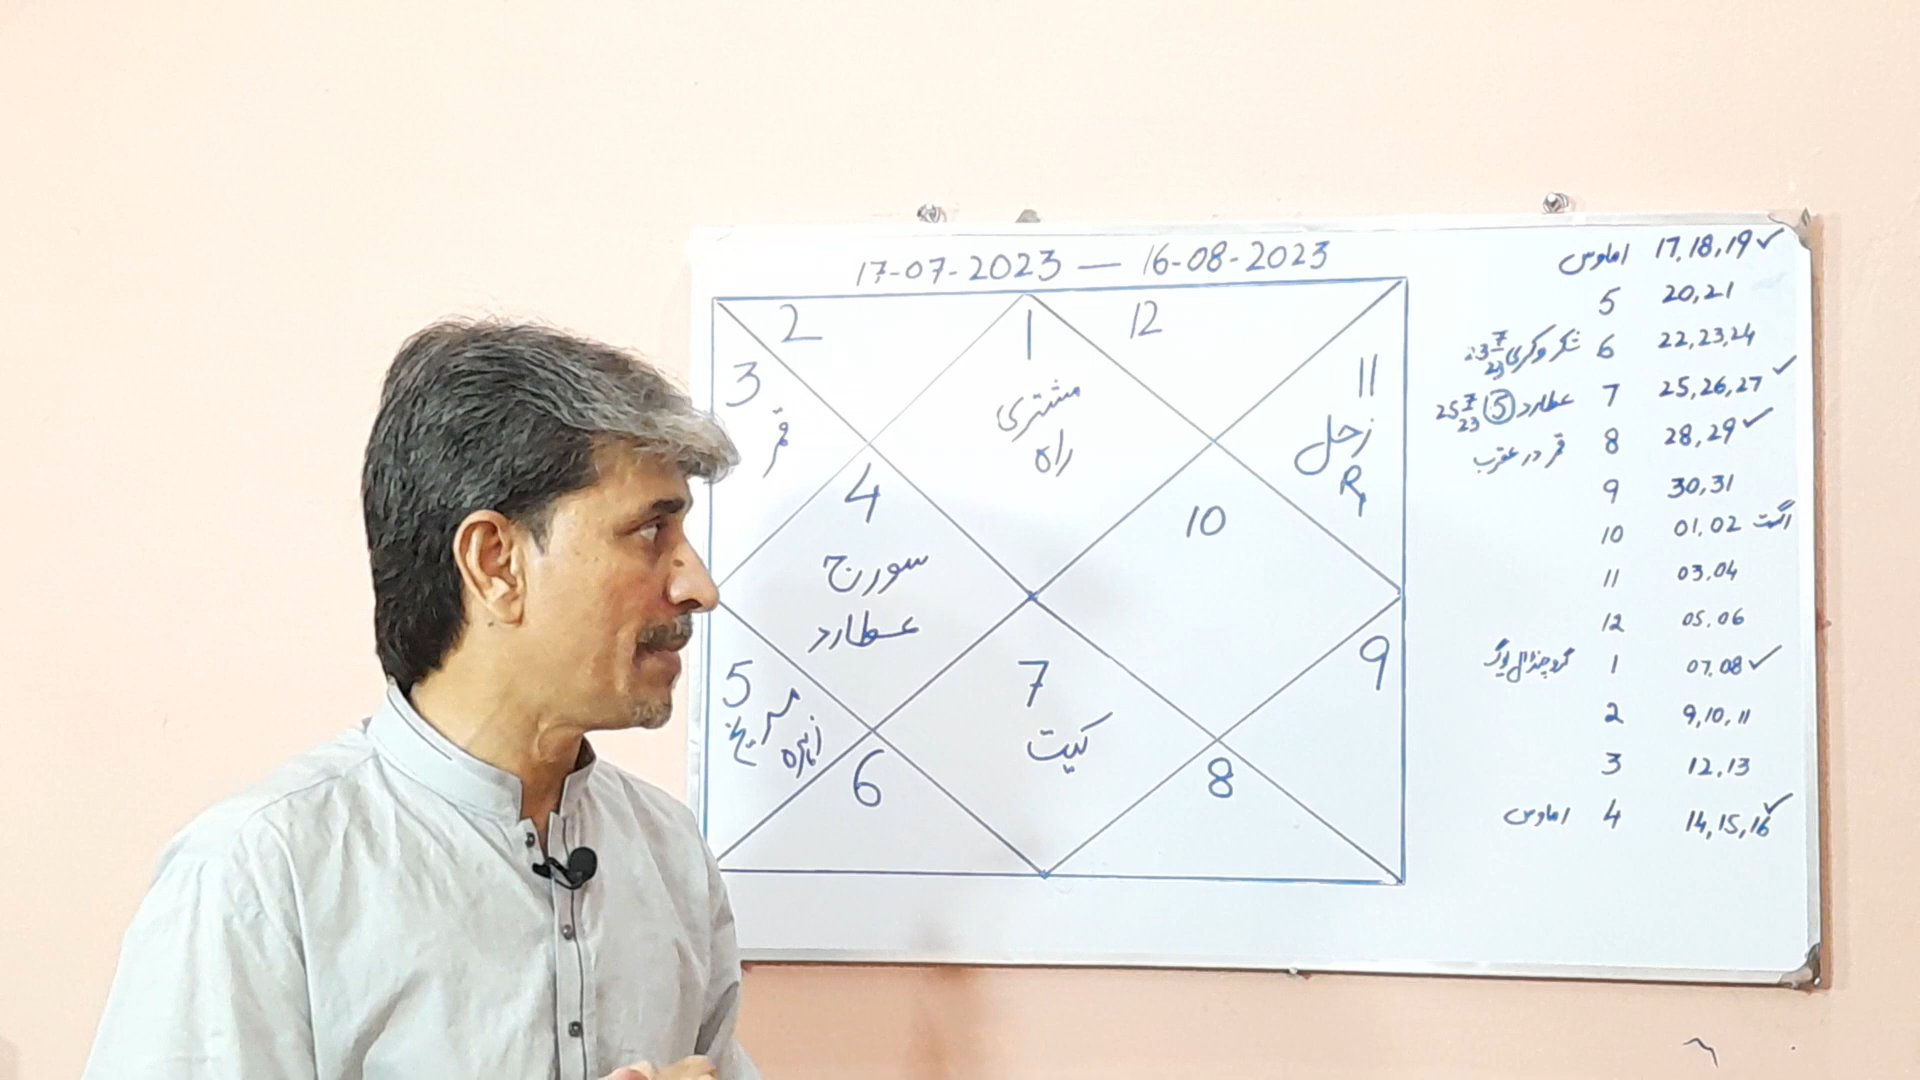 17-07-2023 — 16-08-2023
2
1
12
3
قمر
مشتری
راہ
11
زحل
R
4
سورج
عطارد
10
5
مریخ
زہرہ
6
7
کیت
8
9
اماوس 17,18,19 ✓
5 20,21
شکر وکری 6 22,23,24
23 7 23
عطارد 5 7 25,26,27 ✓
25 7 23
قمر در عقرب 8 28,29 ✓
9 30,31
10 01,02 اگست
11 03,04
12 05,06
گرو چنڈال یوگ 1 07,08 ✓
2 9,10,11
3 12,13
اماوس 4 14,15,16 ✓